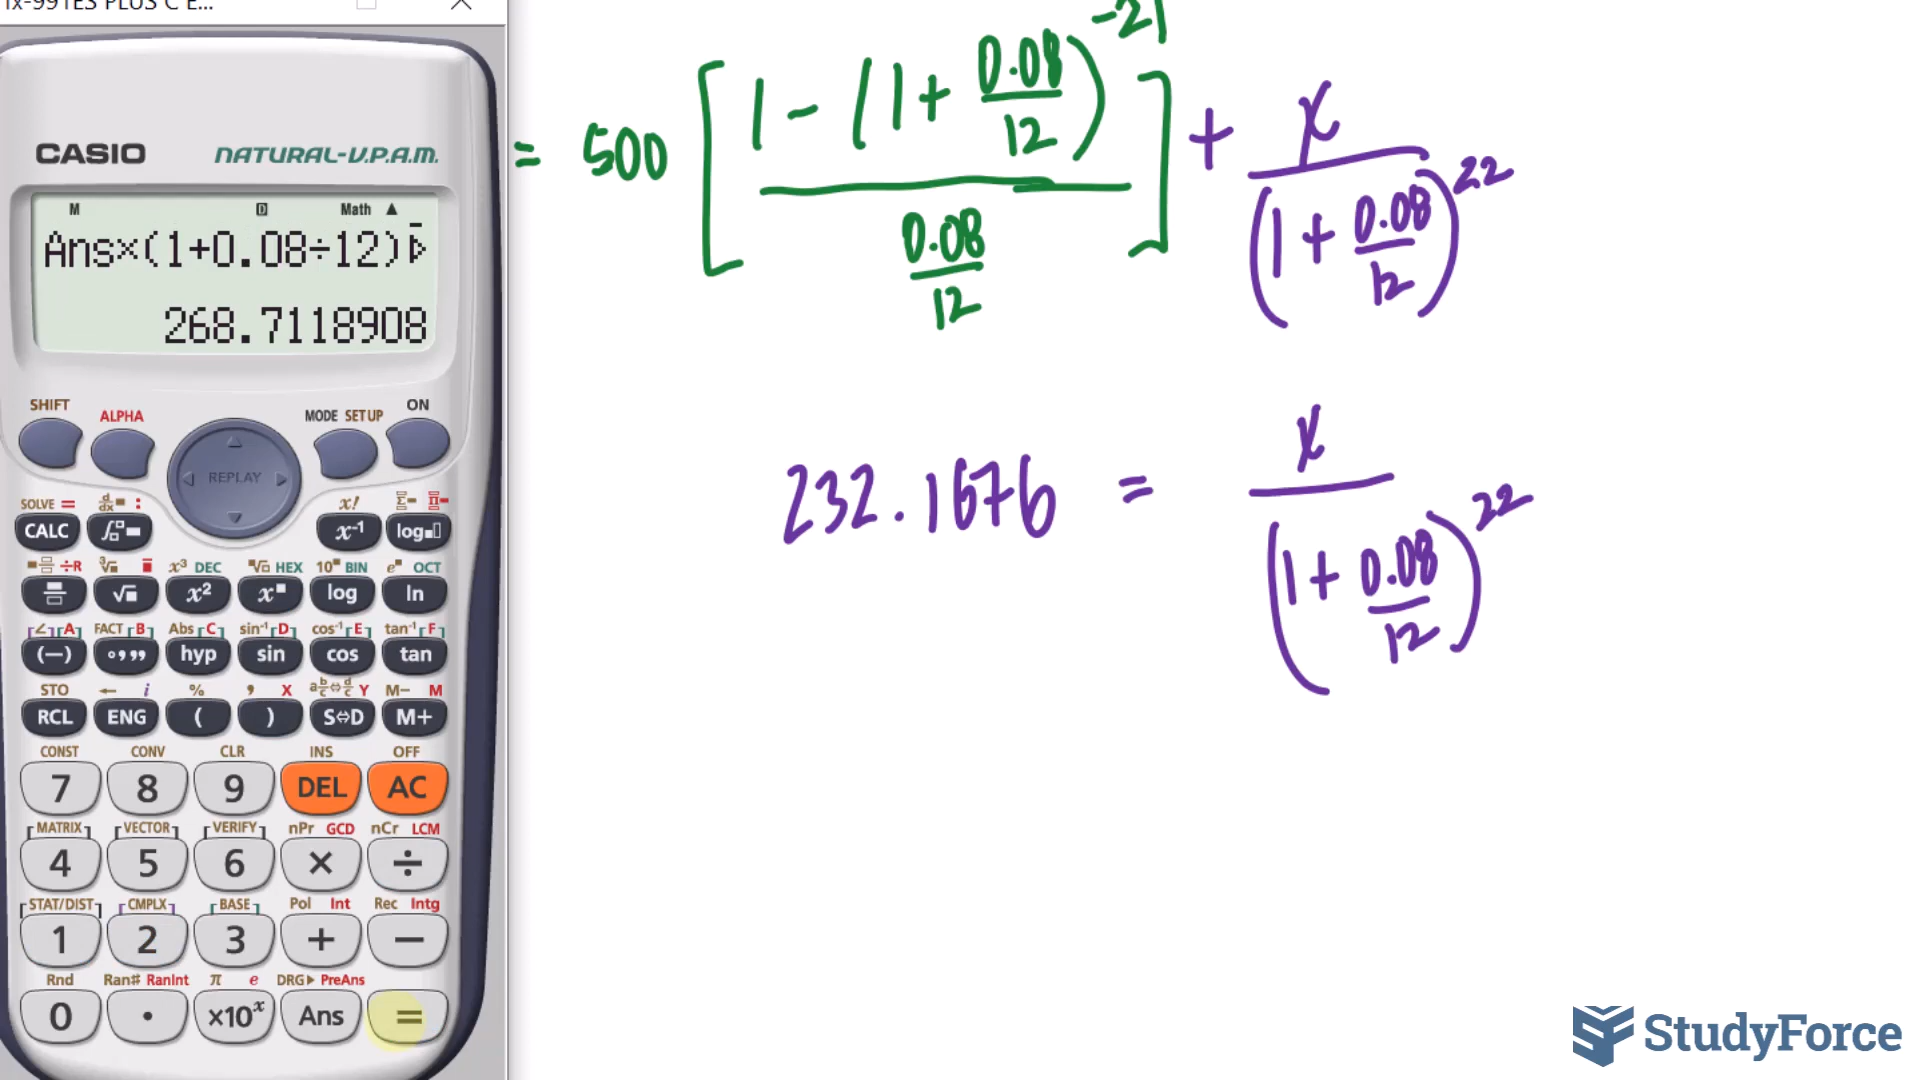 fx-991ES PLUS C E...
CASIO NATURAL-V.P.A.M.
M D Math ▲
Ans×(1+0.08÷12)
268.7118908
SHIFT ALPHA MODE SETUP ON
REPLAY
SOLVE = d/dx : x! Σ Π
CALC ∫ x⁻¹ log
÷R ³√ x³ DEC √ HEX 10 BIN e OCT
√ x² x log ln
∠ A FACT B Abs C sin⁻¹ D cos⁻¹ E tan⁻¹ F
(−) °,,, hyp sin cos tan
STO ← i % , X a b/c⇔d/c Y M− M
RCL ENG ( ) S⇔D M+
CONST CONV CLR INS OFF
7 8 9 DEL AC
MATRIX VECTOR VERIFY nPr GCD nCr LCM
4 5 6 × ÷
STAT/DIST CMPLX BASE Pol Int Rec Intg
1 2 3 + −
Rnd Ran# RanInt π e DRG▶ PreAns
0 . ×10ˣ Ans =
= 500 [ (1 - (1 + 0.08/12)^-21) / (0.08/12) ] + x / (1 + 0.08/12)^22
232.1676 = x / (1 + 0.08/12)^22
StudyForce